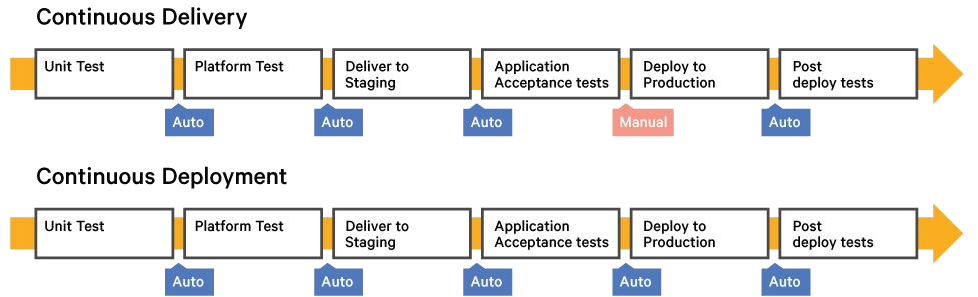 Continuous Delivery
Unit Test
Platform Test
Deliver to
Staging
Application
Acceptance tests
Deploy to
Production
Post
deploy tests
Auto
Auto
Auto
Manual
Auto
Continuous Deployment
Unit Test
Platform Test
Deliver to
Staging
Application
Acceptance tests
Deploy to
Production
Post
deploy tests
Auto
Auto
Auto
Auto
Auto